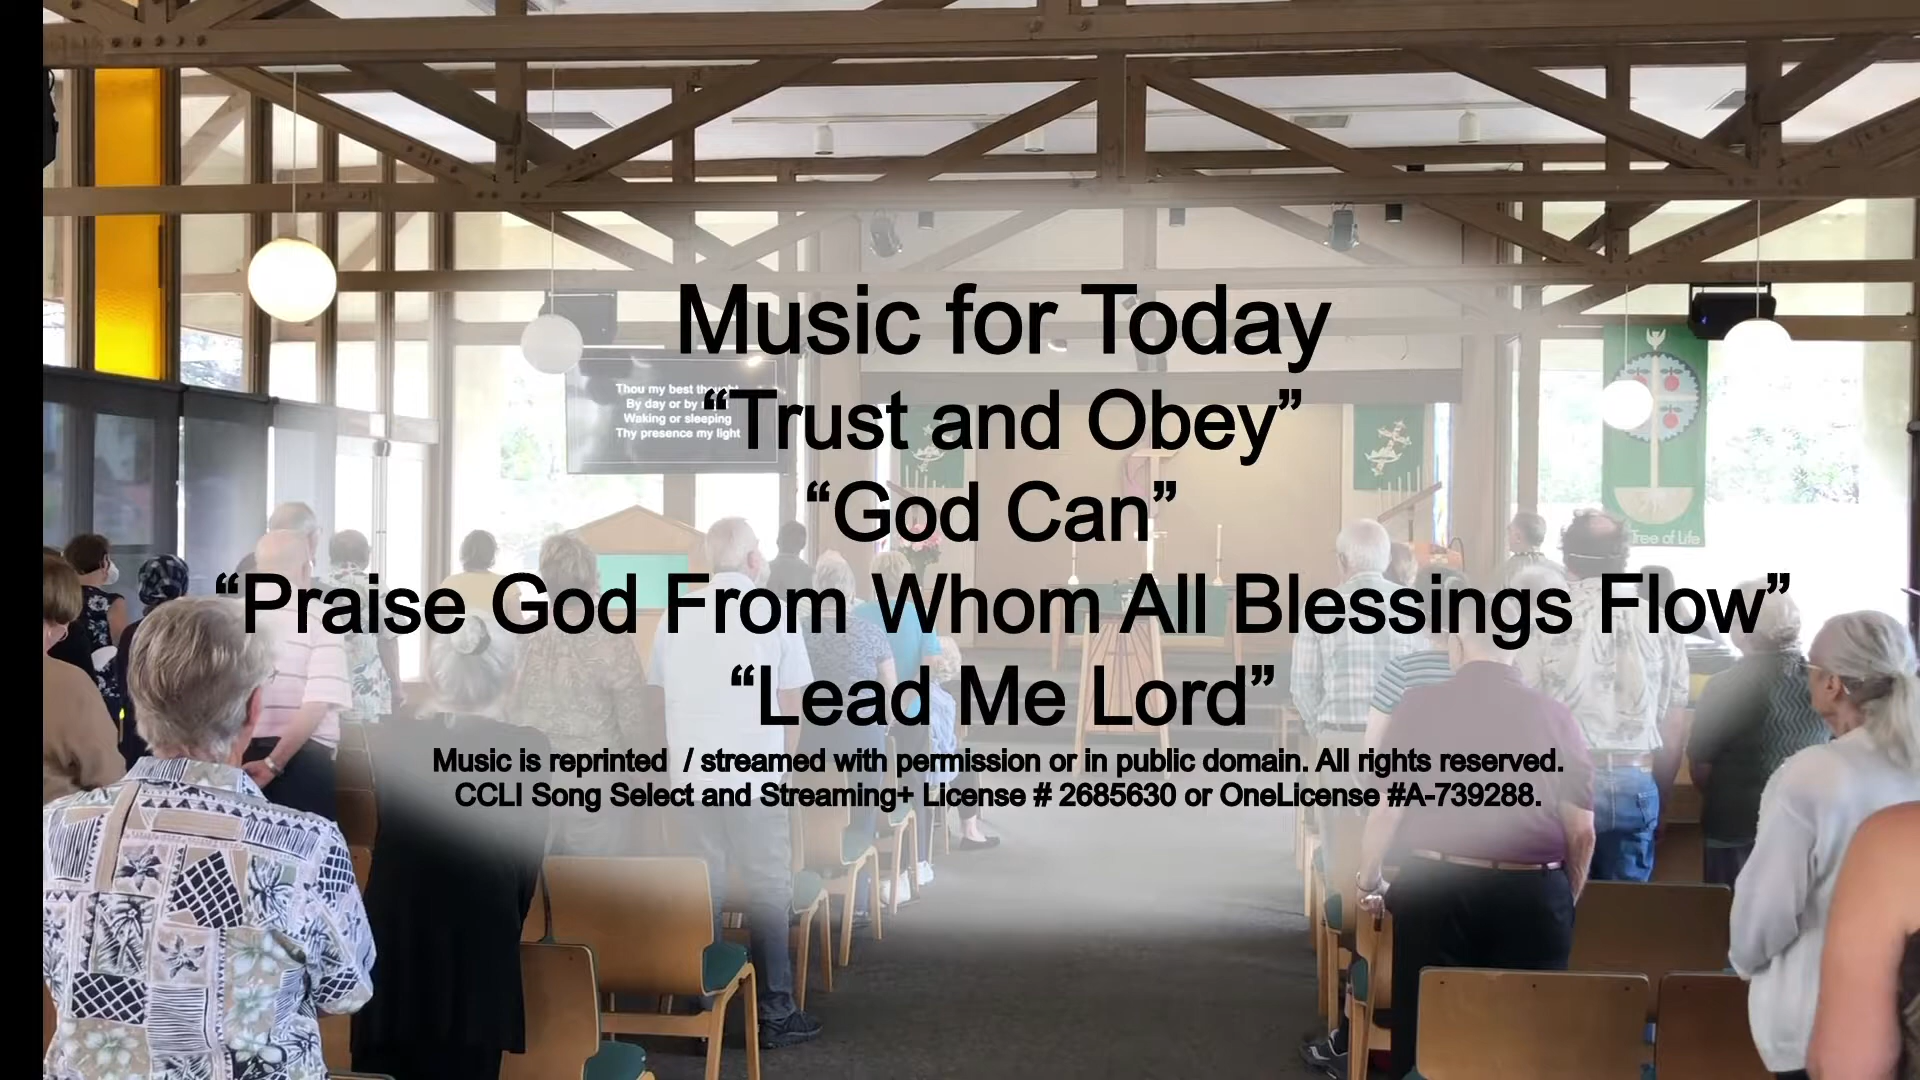 Music for Today
“Trust and Obey”
“God Can”
“Praise God From Whom All Blessings Flow”
“Lead Me Lord”
Music is reprinted / streamed with permission or in public domain. All rights reserved.
CCLI Song Select and Streaming+ License # 2685630 or OneLicense #A-739288.
Thou my best thought
By day or by
Waking or sleeping
Thy presence my light
Tree of Life